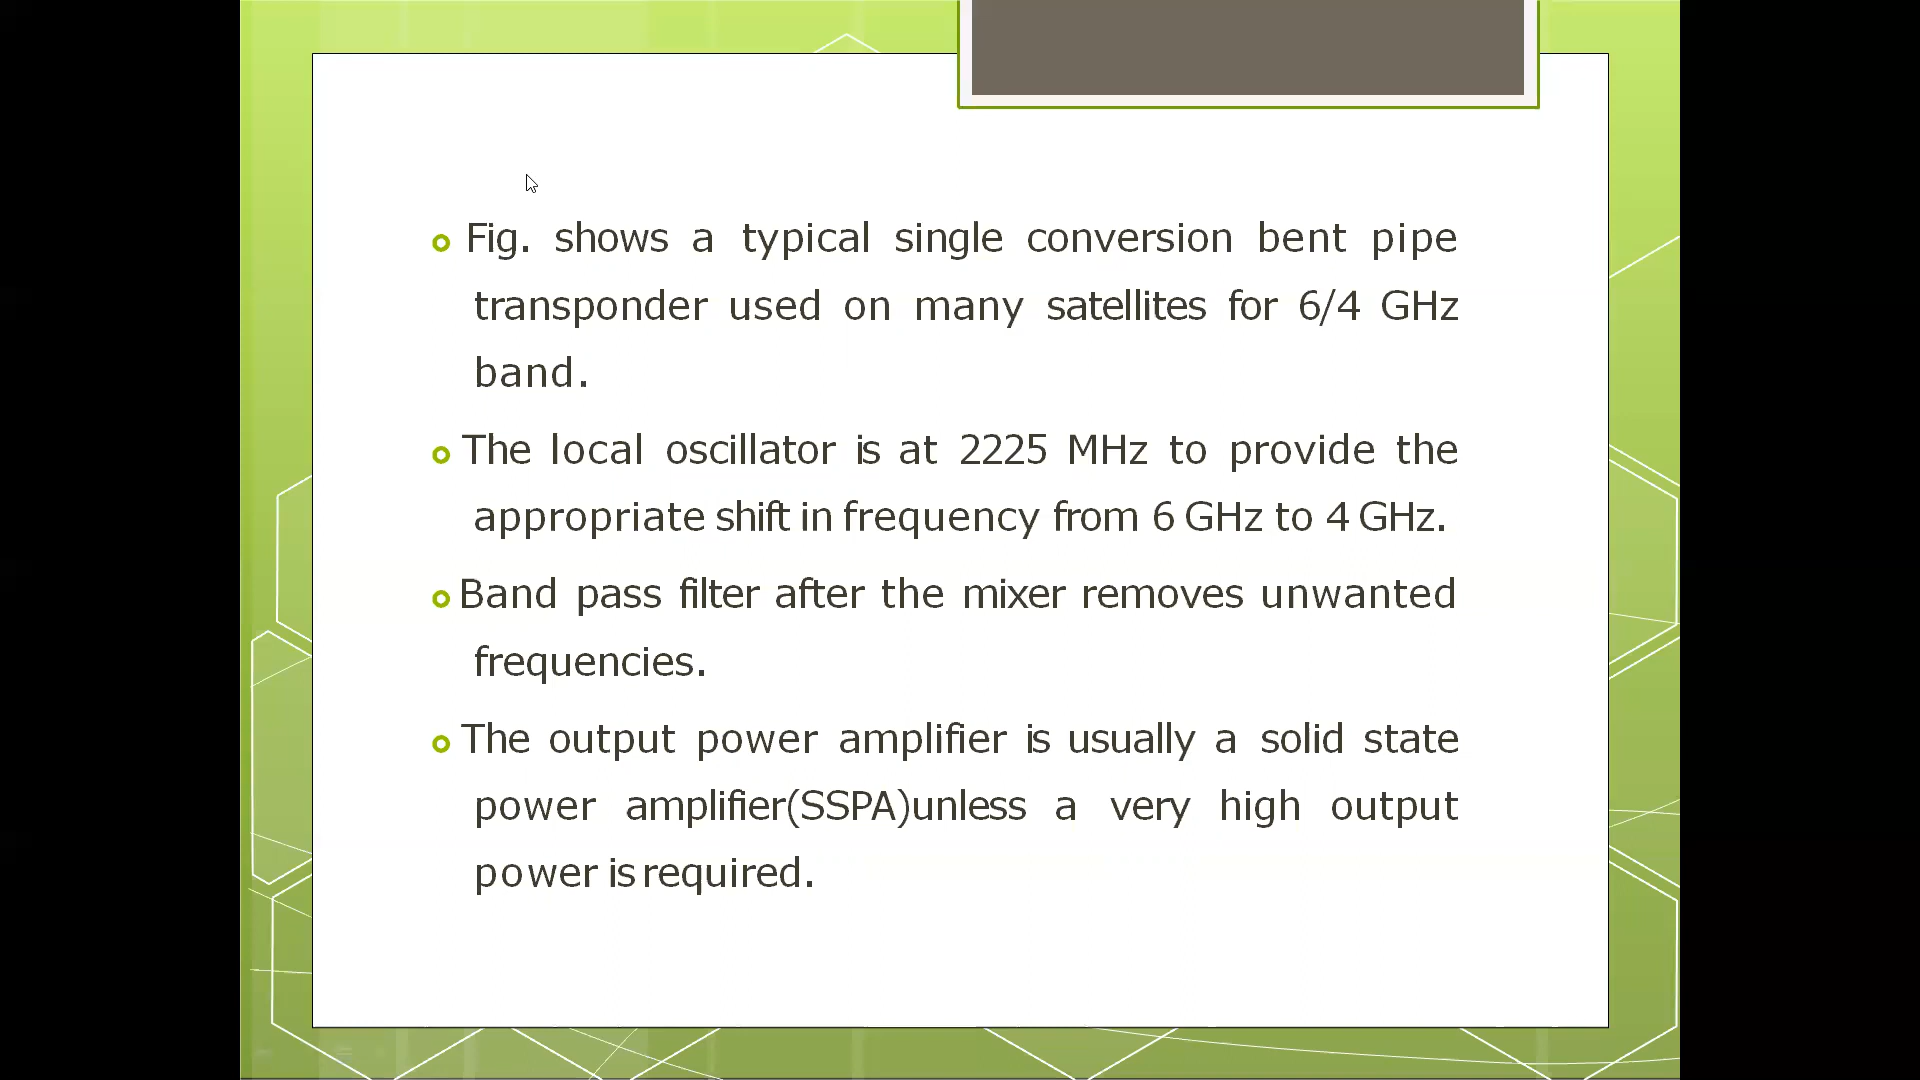 Fig. shows a typical single conversion bent pipe
transponder used on many satellites for 6/4 GHz
band.
The local oscillator is at 2225 MHz to provide the
appropriate shift in frequency from 6 GHz to 4 GHz.
Band pass filter after the mixer removes unwanted
frequencies.
The output power amplifier is usually a solid state
power amplifier(SSPA)unless a very high output
power is required.